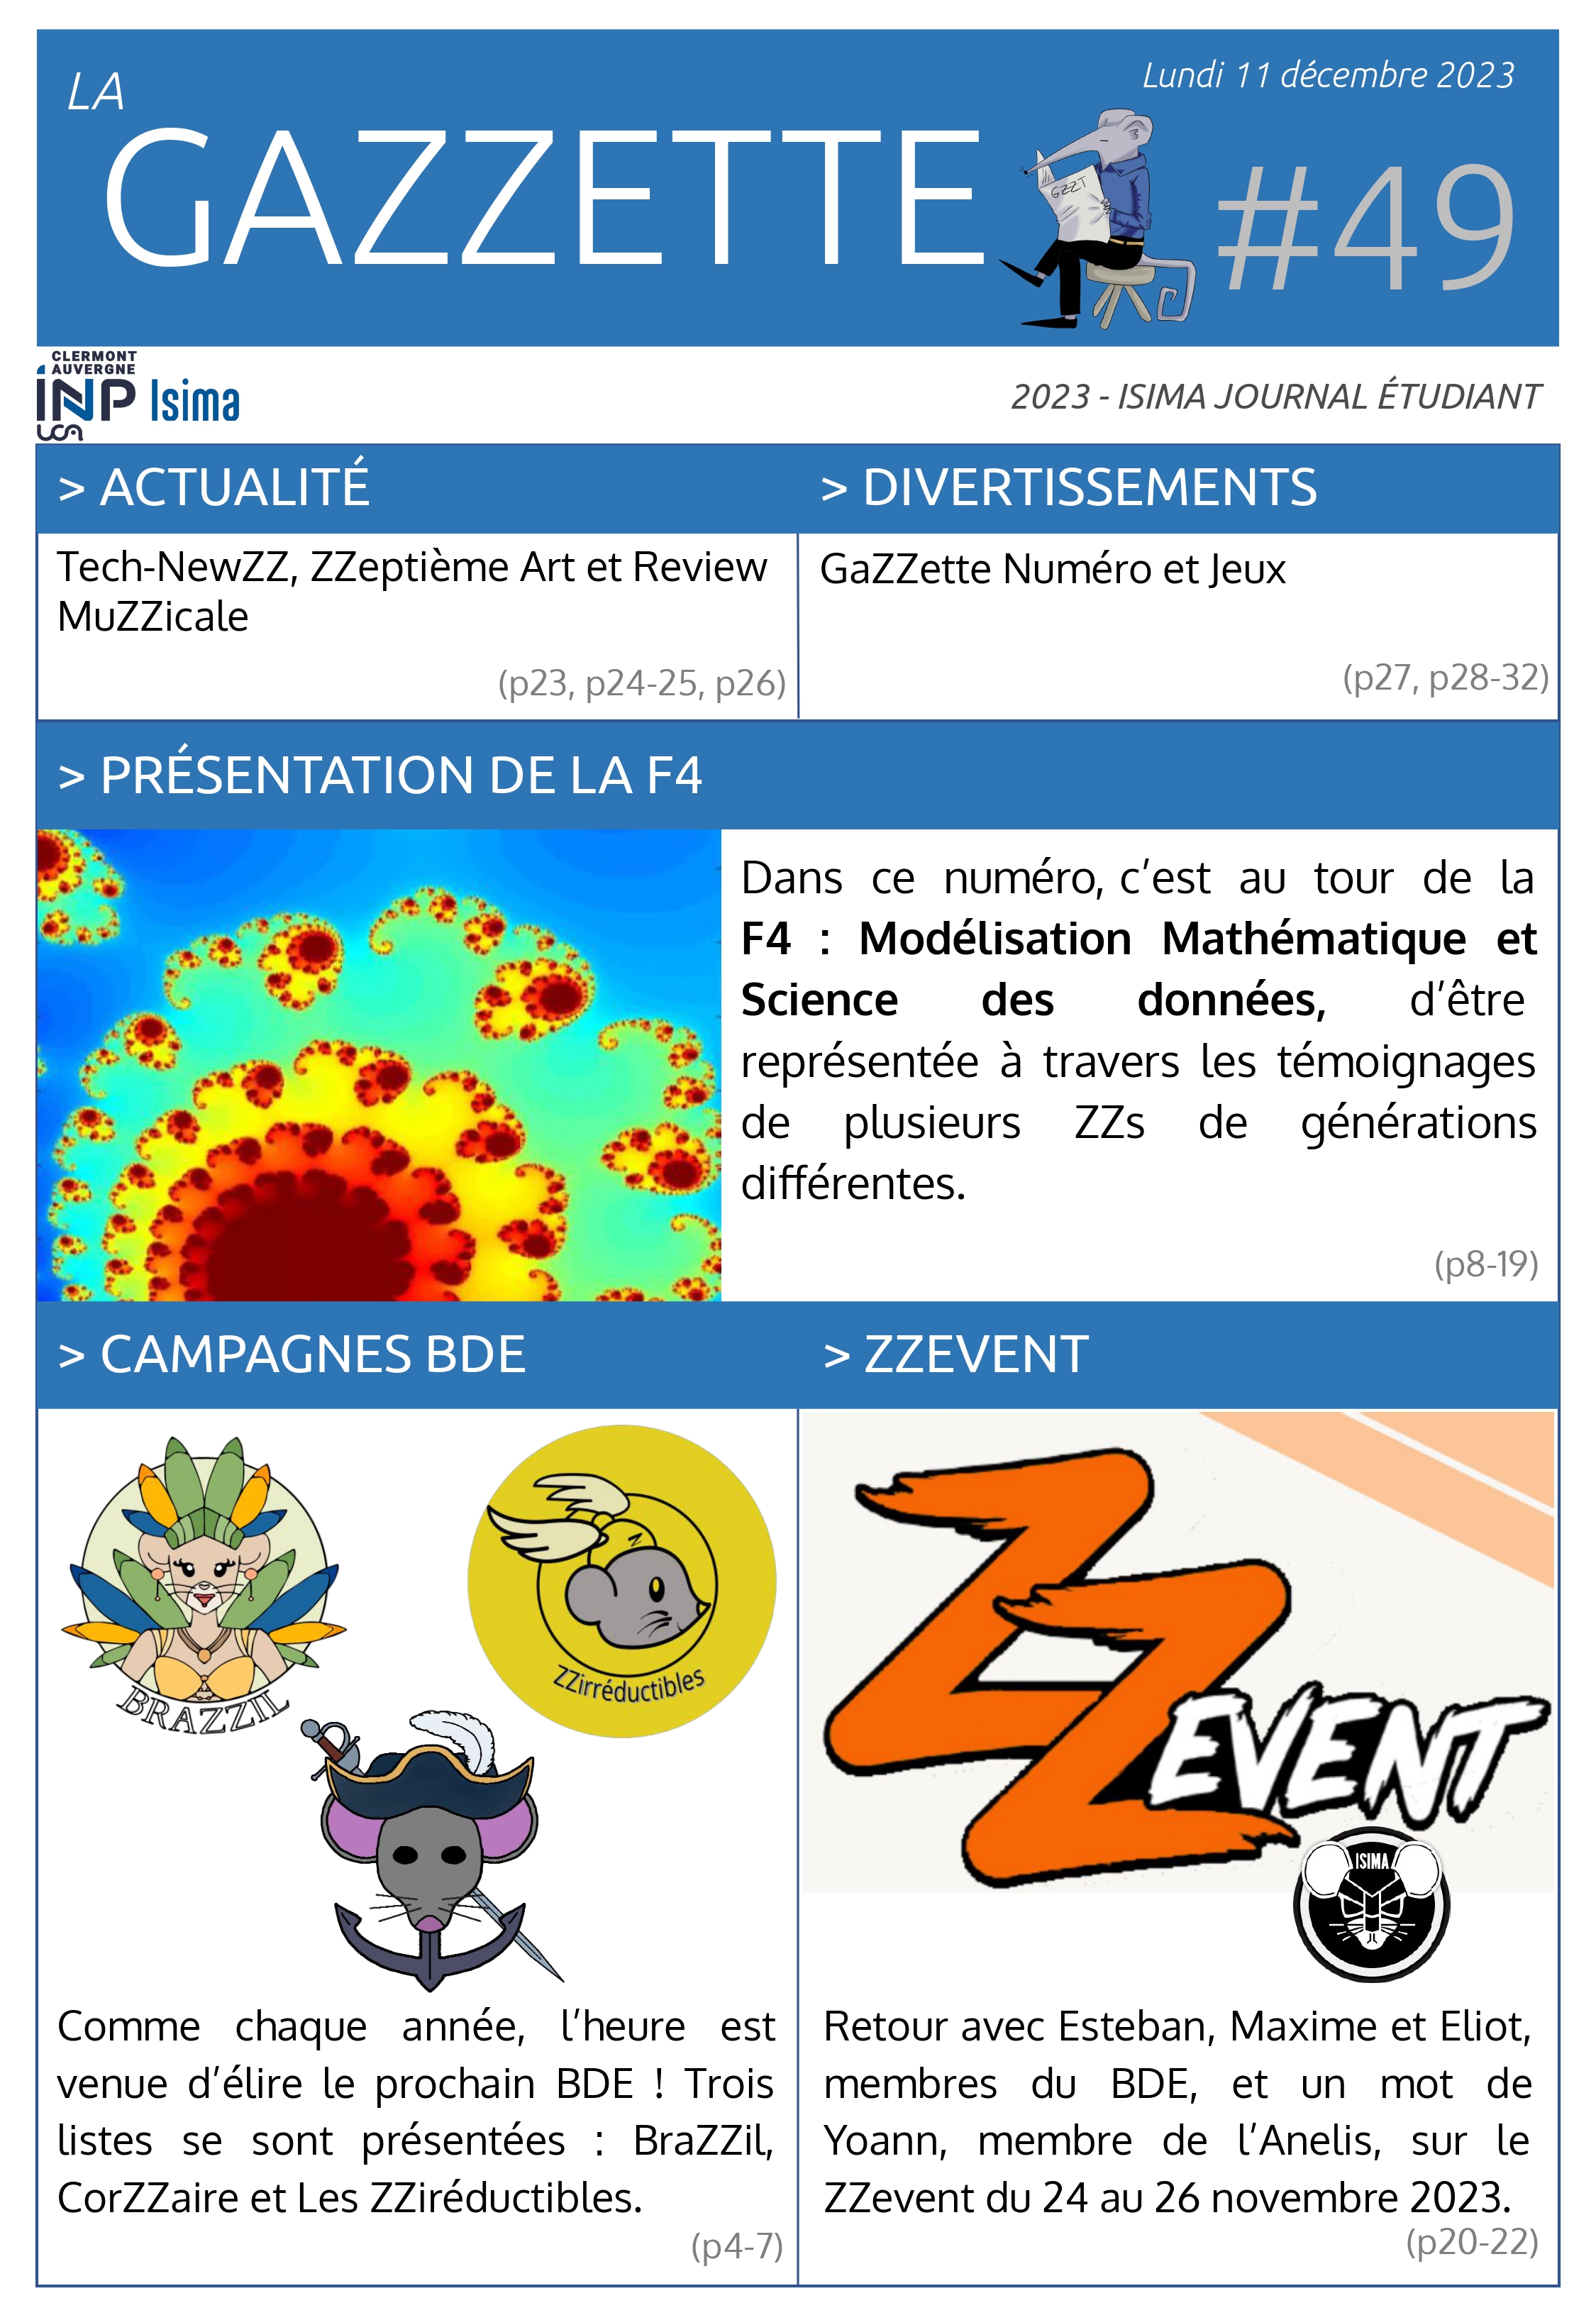 LA
Lundi 11 décembre 2023
GAZZETTE
GZZT
#49
CLERMONT
AUVERGNE
INP Isima
UCA
2023 - ISIMA JOURNAL ÉTUDIANT
> ACTUALITÉ
Tech-NewZZ, ZZeptième Art et Review
MuZZicale
(p23, p24-25, p26)
> DIVERTISSEMENTS
GaZZette Numéro et Jeux
(p27, p28-32)
> PRÉSENTATION DE LA F4
Dans ce numéro, c’est au tour de la
F4 : Modélisation Mathématique et
Science des données, d’être
représentée à travers les témoignages
de plusieurs ZZs de générations
différentes.
(p8-19)
> CAMPAGNES BDE
BRAZZIL
Z
ZZirréductibles
Comme chaque année, l’heure est
venue d’élire le prochain BDE ! Trois
listes se sont présentées : BraZZil,
CorZZaire et Les ZZiréductibles.
(p4-7)
> ZZEVENT
ZZ
EVENT
ISIMA
Retour avec Esteban, Maxime et Eliot,
membres du BDE, et un mot de
Yoann, membre de l’Anelis, sur le
ZZevent du 24 au 26 novembre 2023.
(p20-22)